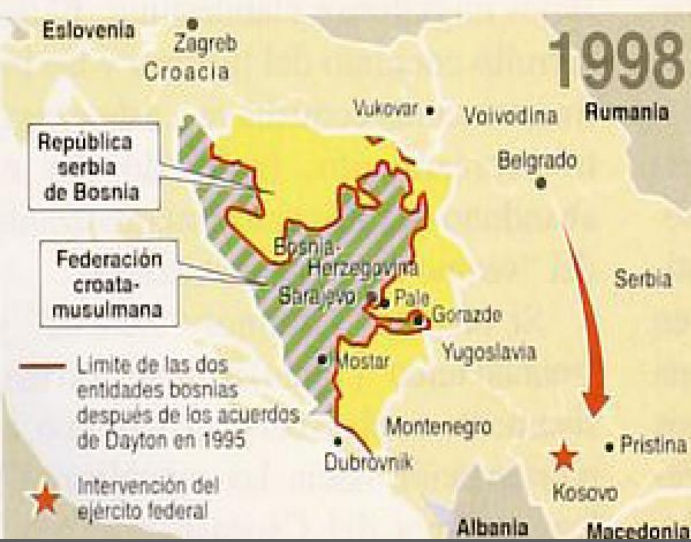 Eslovenia
Zagreb
Croacia
1998
Vukovar
Voivodina
Rumania
República
serbia
de Bosnia
Belgrado
Federación
croata-
musulmana
Bosnia-
Herzegovina
Sarajevo
Pale
Gorazde
Serbia
Yugoslavia
Mostar
Límite de las dos
entidades bosnias
después de los acuerdos
de Dayton en 1995
Montenegro
Dubrovnik
Pristina
Kosovo
Intervención del
ejército federal
Albania
Macedonia